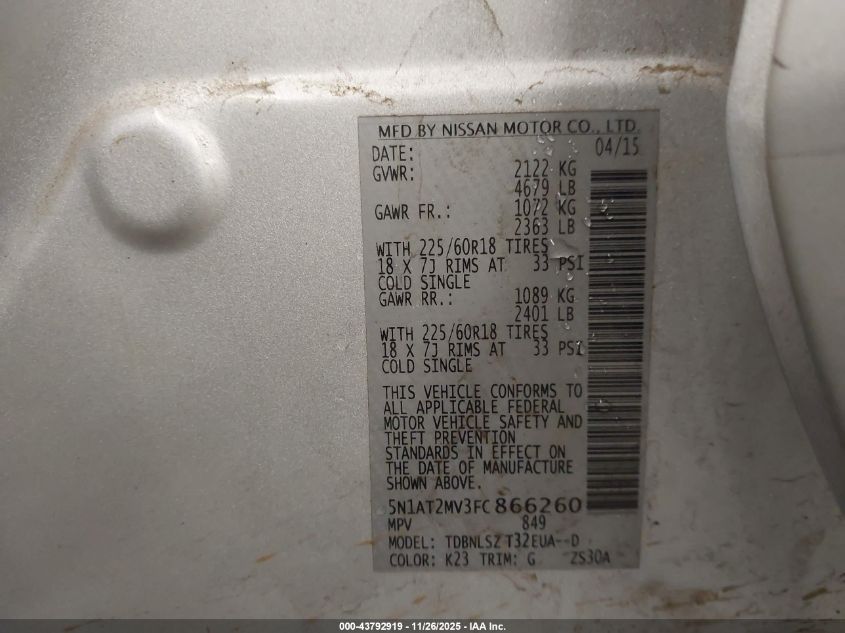 MFD BY NISSAN MOTOR CO., LTD.
DATE: 04/15
GVWR: 2122 KG
4679 LB
GAWR FR.: 1072 KG
2363 LB
WITH 225/60R18 TIRES
18 X 7J RIMS AT 33 PSI
COLD SINGLE
GAWR RR.: 1089 KG
2401 LB
WITH 225/60R18 TIRES
18 X 7J RIMS AT 33 PSI
COLD SINGLE
THIS VEHICLE CONFORMS TO
ALL APPLICABLE FEDERAL
MOTOR VEHICLE SAFETY AND
THEFT PREVENTION
STANDARDS IN EFFECT ON
THE DATE OF MANUFACTURE
SHOWN ABOVE.
5N1AT2MV3FC866260
MPV 849
MODEL: TDBNLSZ T32EUA--D
COLOR: K23 TRIM: G ZS30A
000-43792919 - 11/26/2025 - IAA Inc.